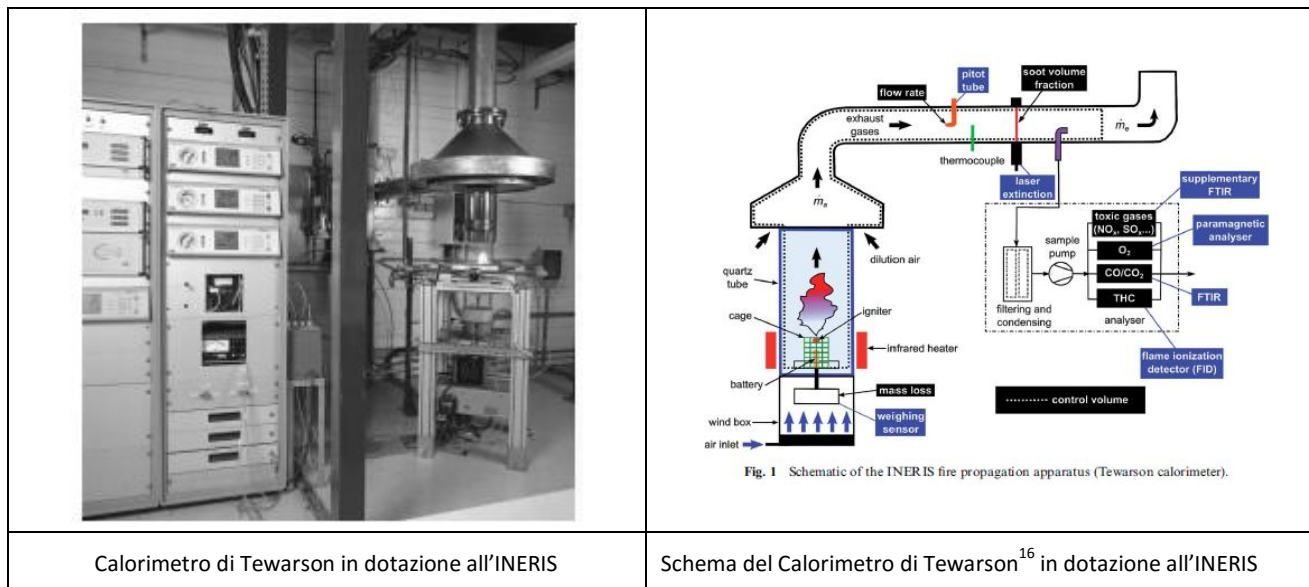 pitot
tube
soot volume
fraction
flow rate
exhaust
gases
ṁe
thermocouple
laser
extinction
supplementary
FTIR
ṁa
toxic gases
(NOx, SOx...)
paramagnetic
analyser
sample
pump
O2
dilution air
quartz
tube
CO/CO2
FTIR
cage
igniter
filtering and
condensing
THC
analyser
infrared heater
flame ionization
detector (FID)
battery
mass loss
control volume
wind box
weighing
sensor
air inlet
Fig. 1 Schematic of the INERIS fire propagation apparatus (Tewarson calorimeter).
Calorimetro di Tewarson in dotazione all’INERIS
Schema del Calorimetro di Tewarson16 in dotazione all’INERIS